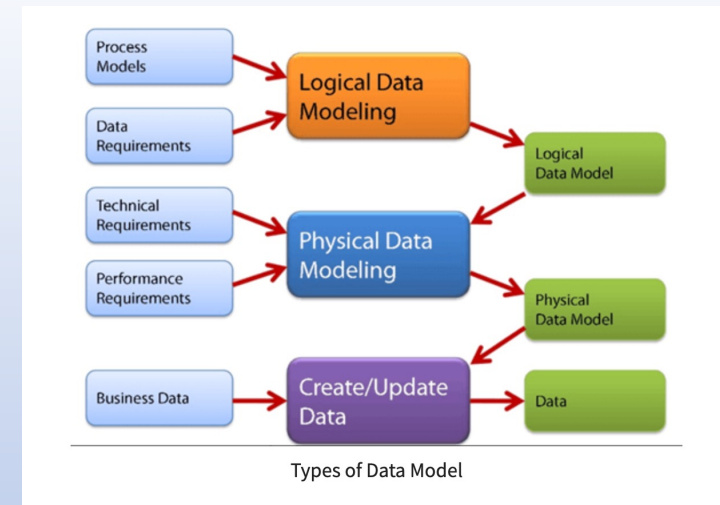 Process
Models
Logical Data
Modeling
Data
Requirements
Logical
Data Model
Technical
Requirements
Physical Data
Modeling
Performance
Requirements
Physical
Data Model
Business Data
Create/Update
Data
Data
Types of Data Model